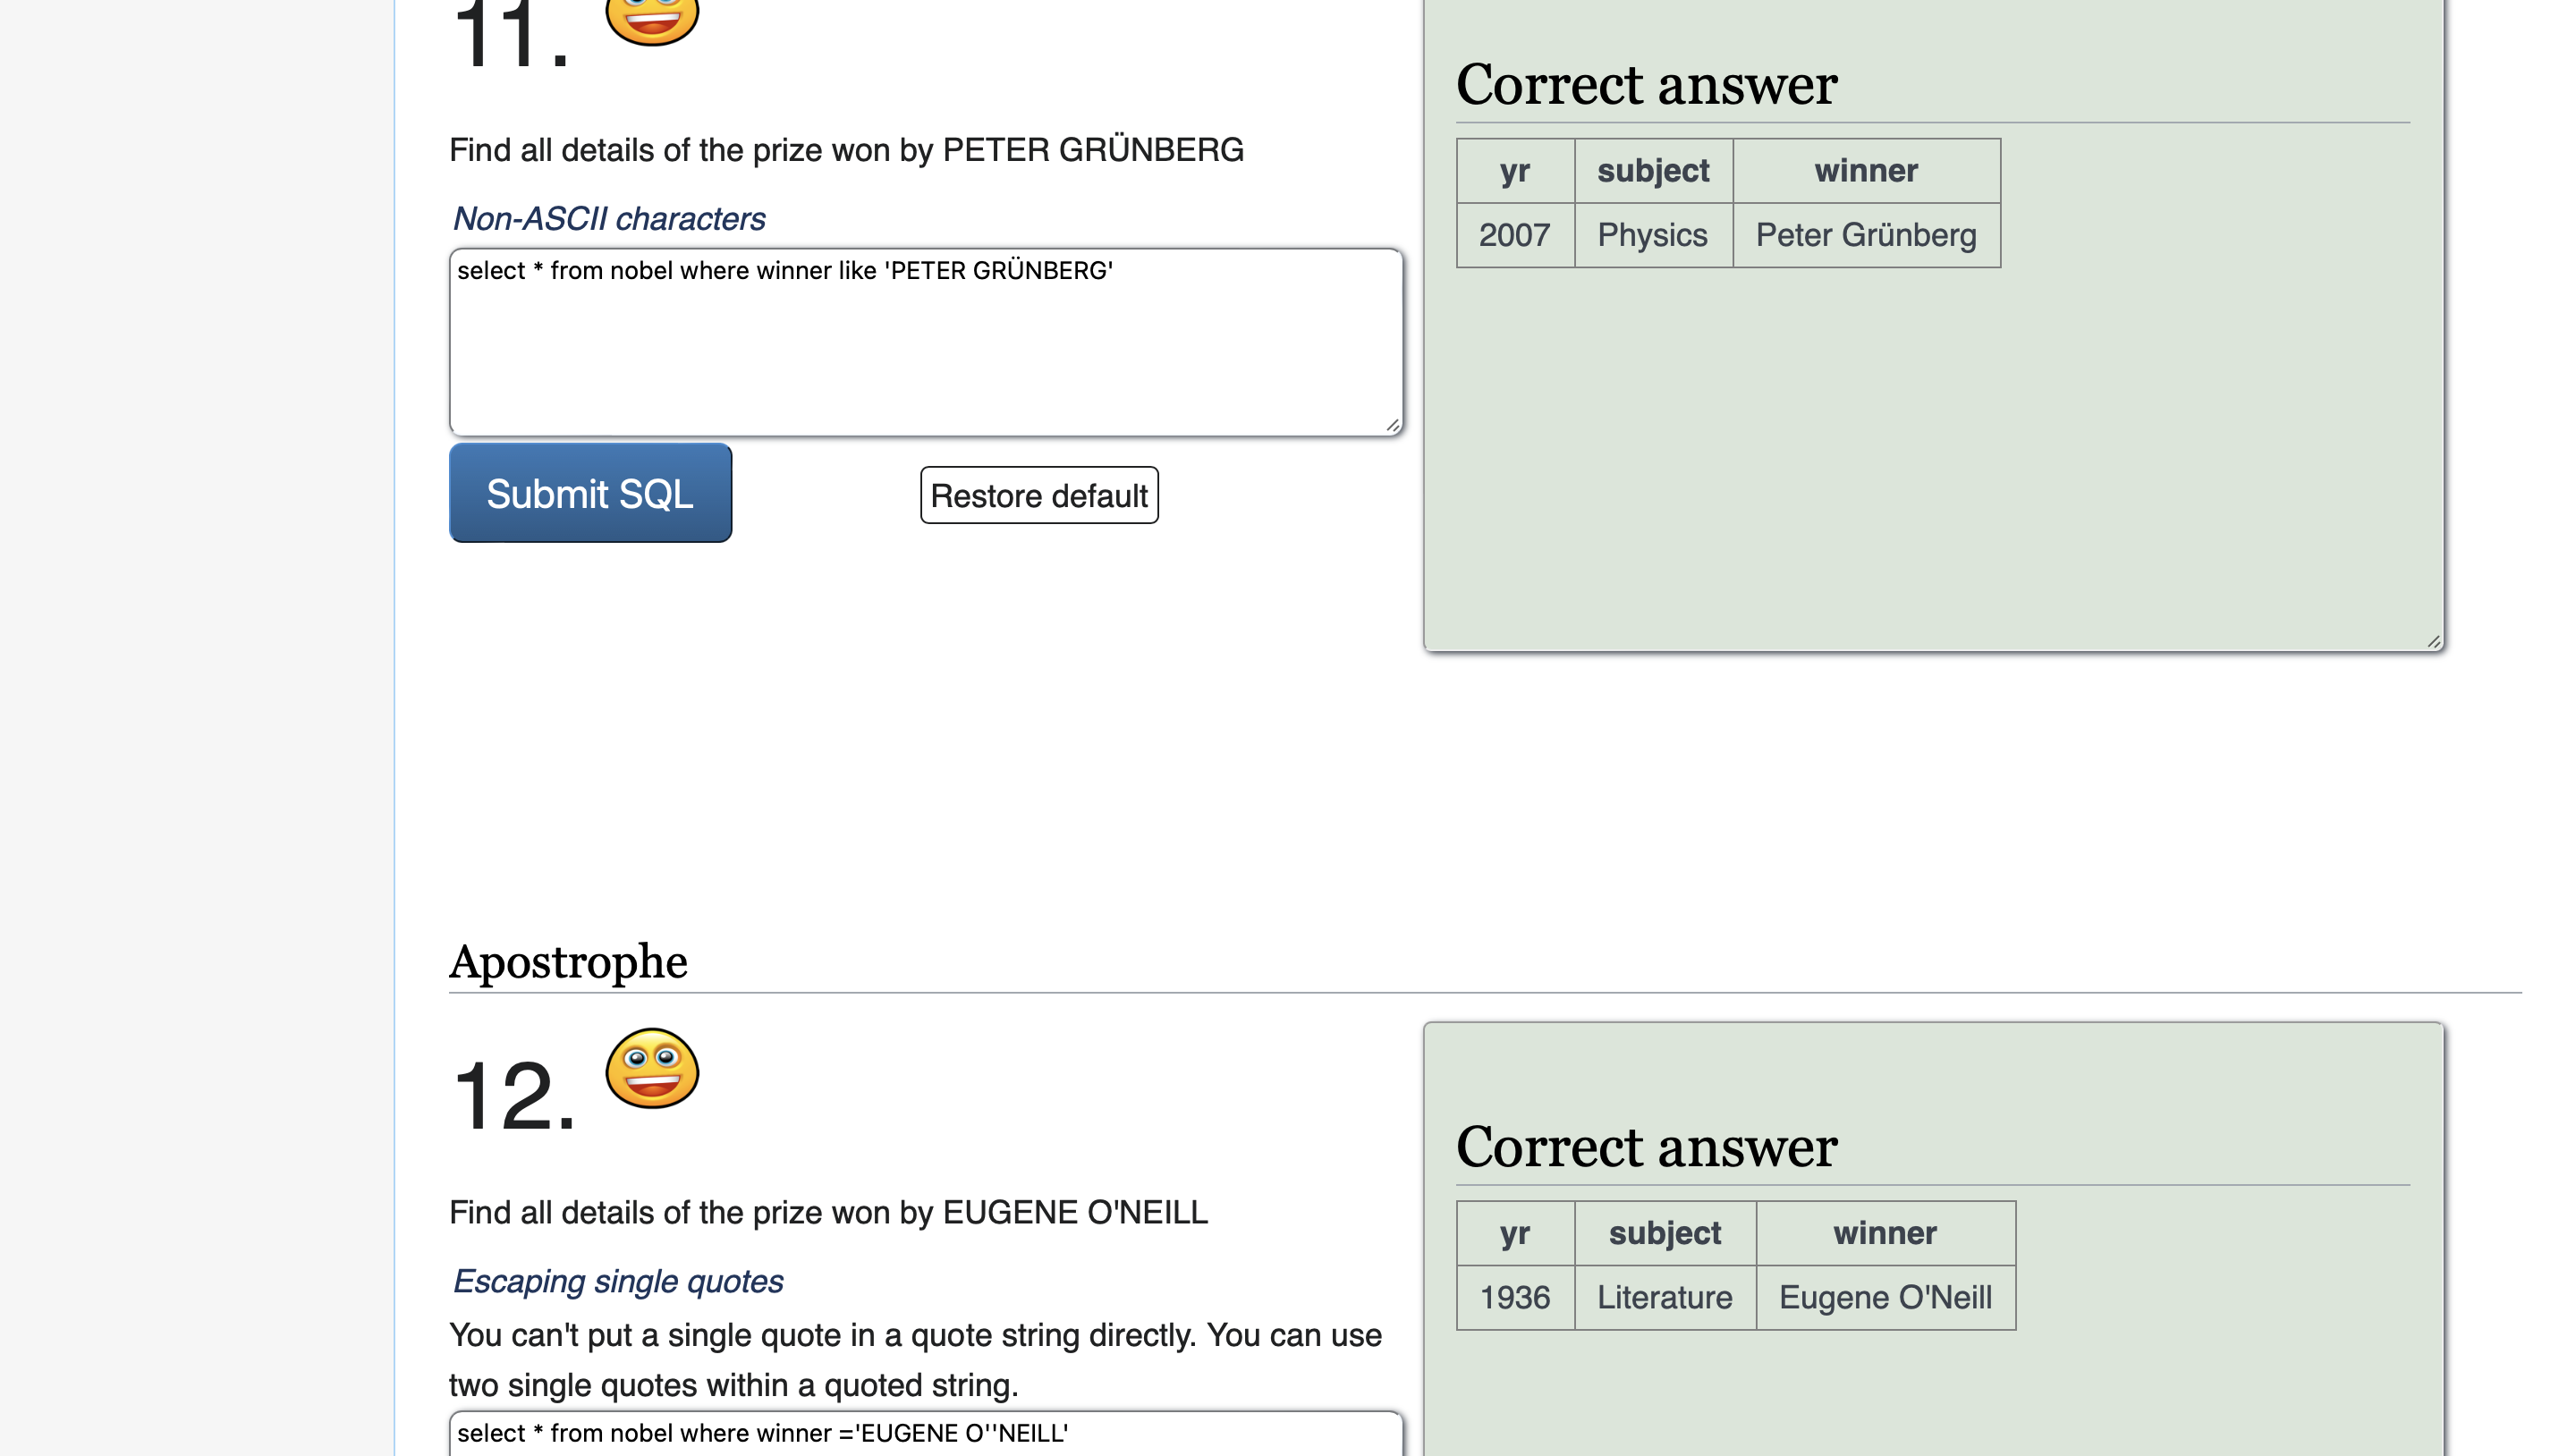 11.
Find all details of the prize won by PETER GRÜNBERG
Non-ASCII characters
select * from nobel where winner like 'PETER GRÜNBERG'
Submit SQL
Restore default
Correct answer
yr subject winner
2007 Physics Peter Grünberg
Apostrophe
12.
Find all details of the prize won by EUGENE O'NEILL
Escaping single quotes
You can't put a single quote in a quote string directly. You can use
two single quotes within a quoted string.
select * from nobel where winner ='EUGENE O''NEILL'
Correct answer
yr subject winner
1936 Literature Eugene O'Neill